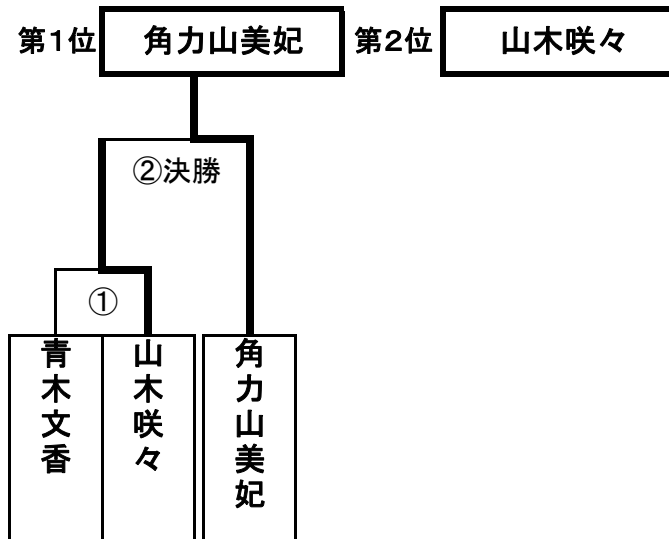 第1位 角力山美妃 第2位 山木咲々
②決勝
①
青木文香
山木咲々
角力山美妃